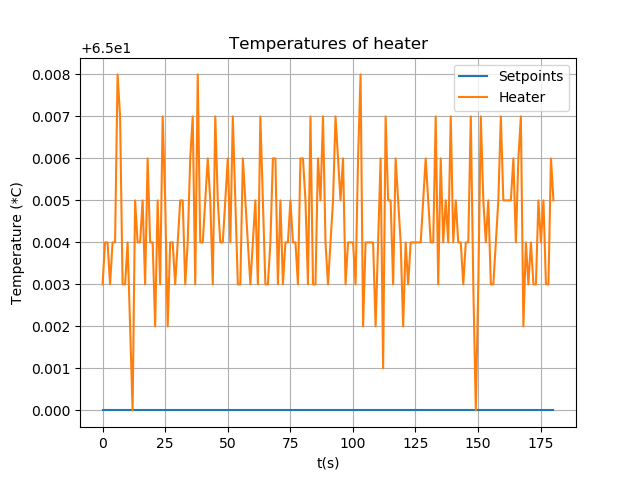 Temperatures of heater
+6.5e1
Setpoints
Heater
0.008
0.007
0.006
0.005
0.004
0.003
0.002
0.001
0.000
Temperature (*C)
0 25 50 75 100 125 150 175
t(s)